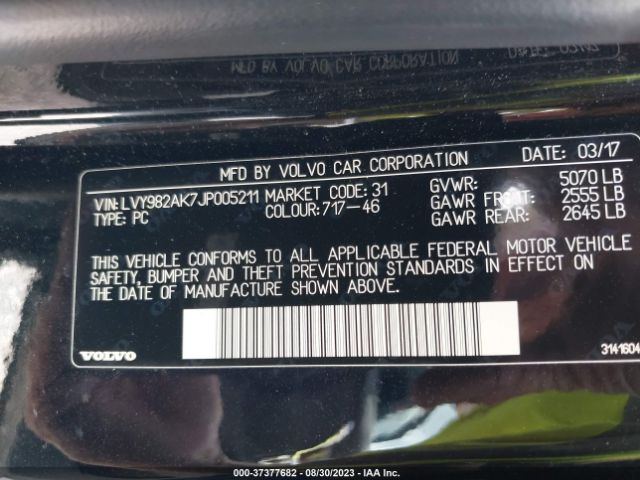 MFD BY VOLVO CAR CORPORATION DATE: 03/17
VIN:LVY982AK7JP005211 MARKET CODE: 31 GVWR: 5070 LB
TYPE: PC COLOUR:717-46 GAWR FRONT: 2555 LB
GAWR REAR: 2645 LB
THIS VEHICLE CONFORMS TO ALL APPLICABLE FEDERAL MOTOR VEHICLE
SAFETY, BUMPER AND THEFT PREVENTION STANDARDS IN EFFECT ON
THE DATE OF MANUFACTURE SHOWN ABOVE.
VOLVO 3141604
000-37377682 - 08/30/2023 - IAA Inc.